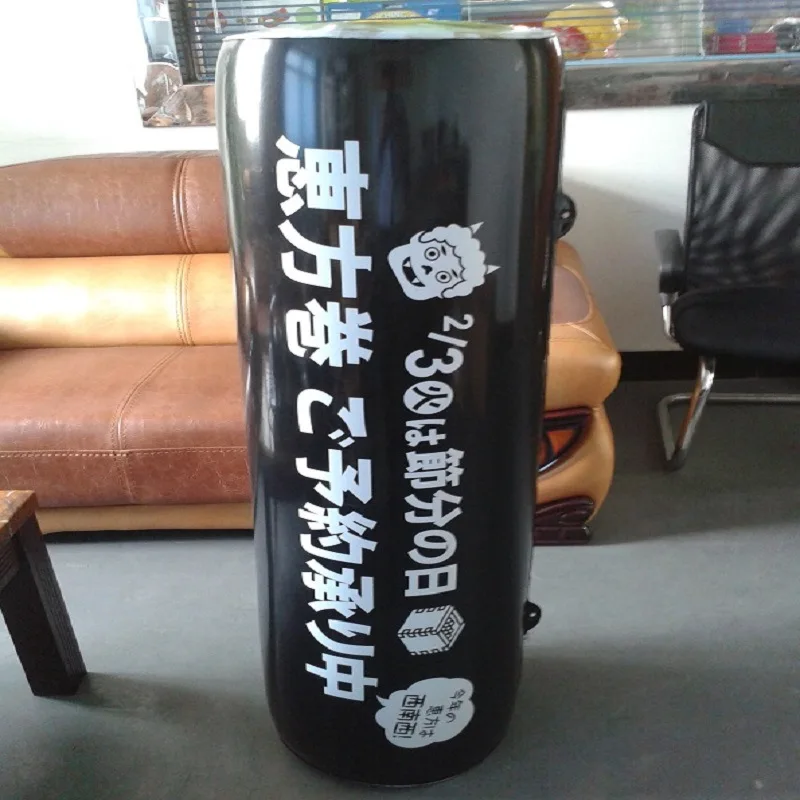 2/3㊋は節分の日
恵方巻 ご予約承り中
今年の
恵方は
西南西!